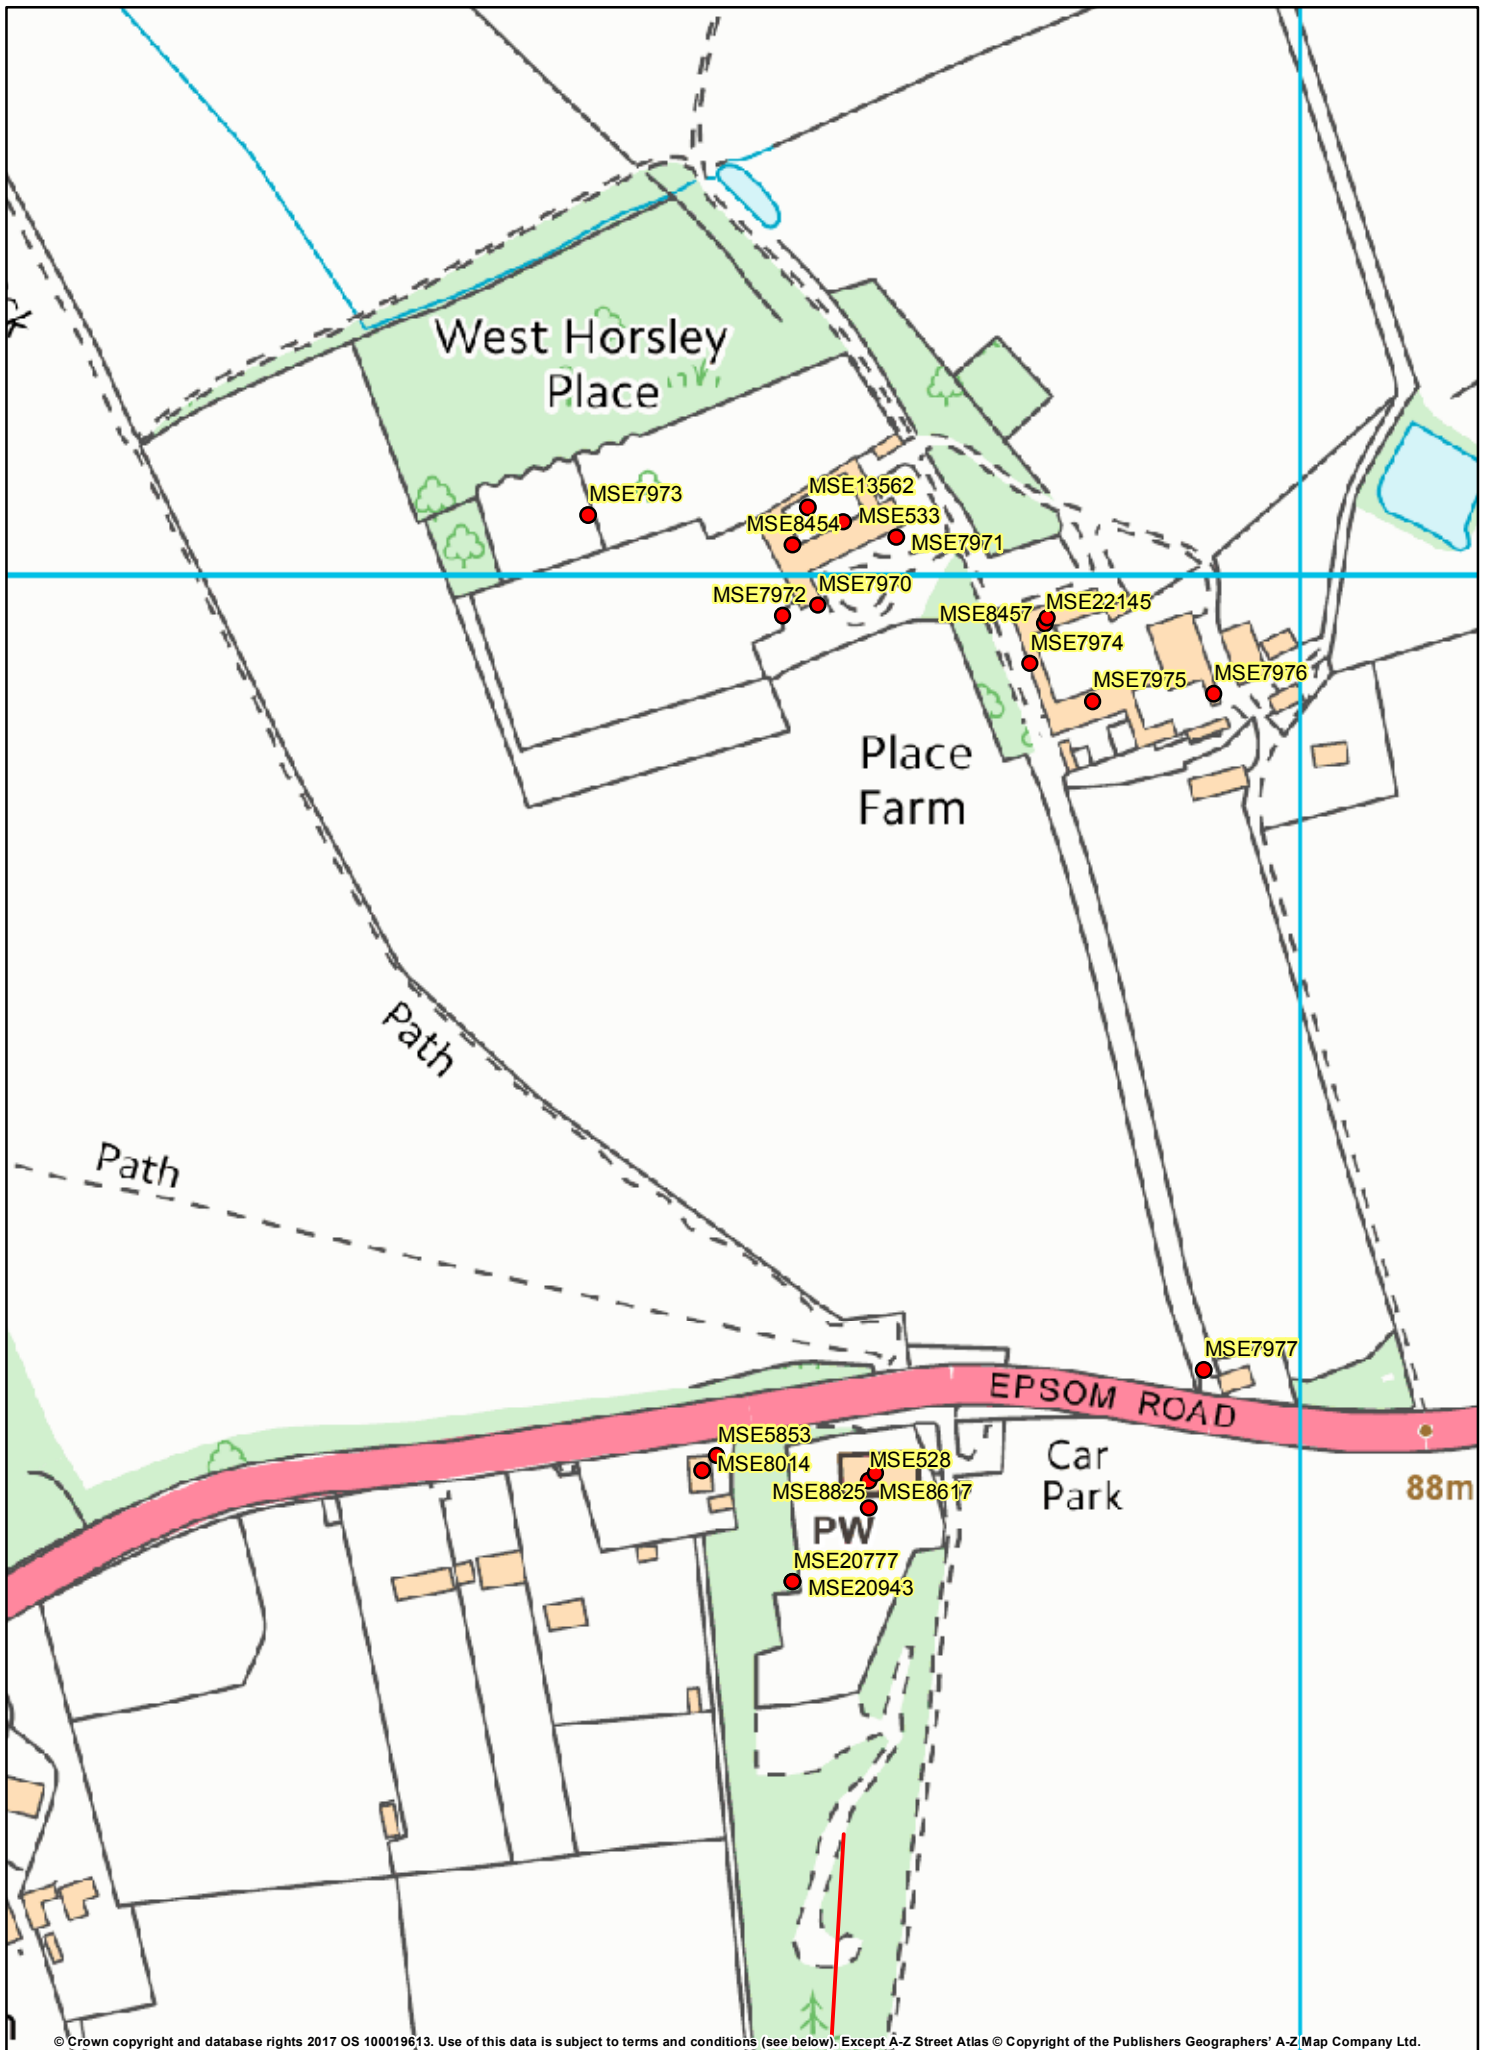 West Horsley
Place
MSE7973
MSE13562
MSE533
MSE8454
MSE7971
MSE7970
MSE7972
MSE22145
MSE8457
MSE7974
MSE7975
MSE7976
Place
Farm
Path
Path
MSE7977
EPSOM ROAD
MSE5853
MSE8014
MSE528
MSE8825
MSE8617
Car
Park
88m
PW
MSE20777
MSE20943
© Crown copyright and database rights 2017 OS 100019613. Use of this data is subject to terms and conditions (see below). Except A-Z Street Atlas © Copyright of the Publishers Geographers' A-Z Map Company Ltd.